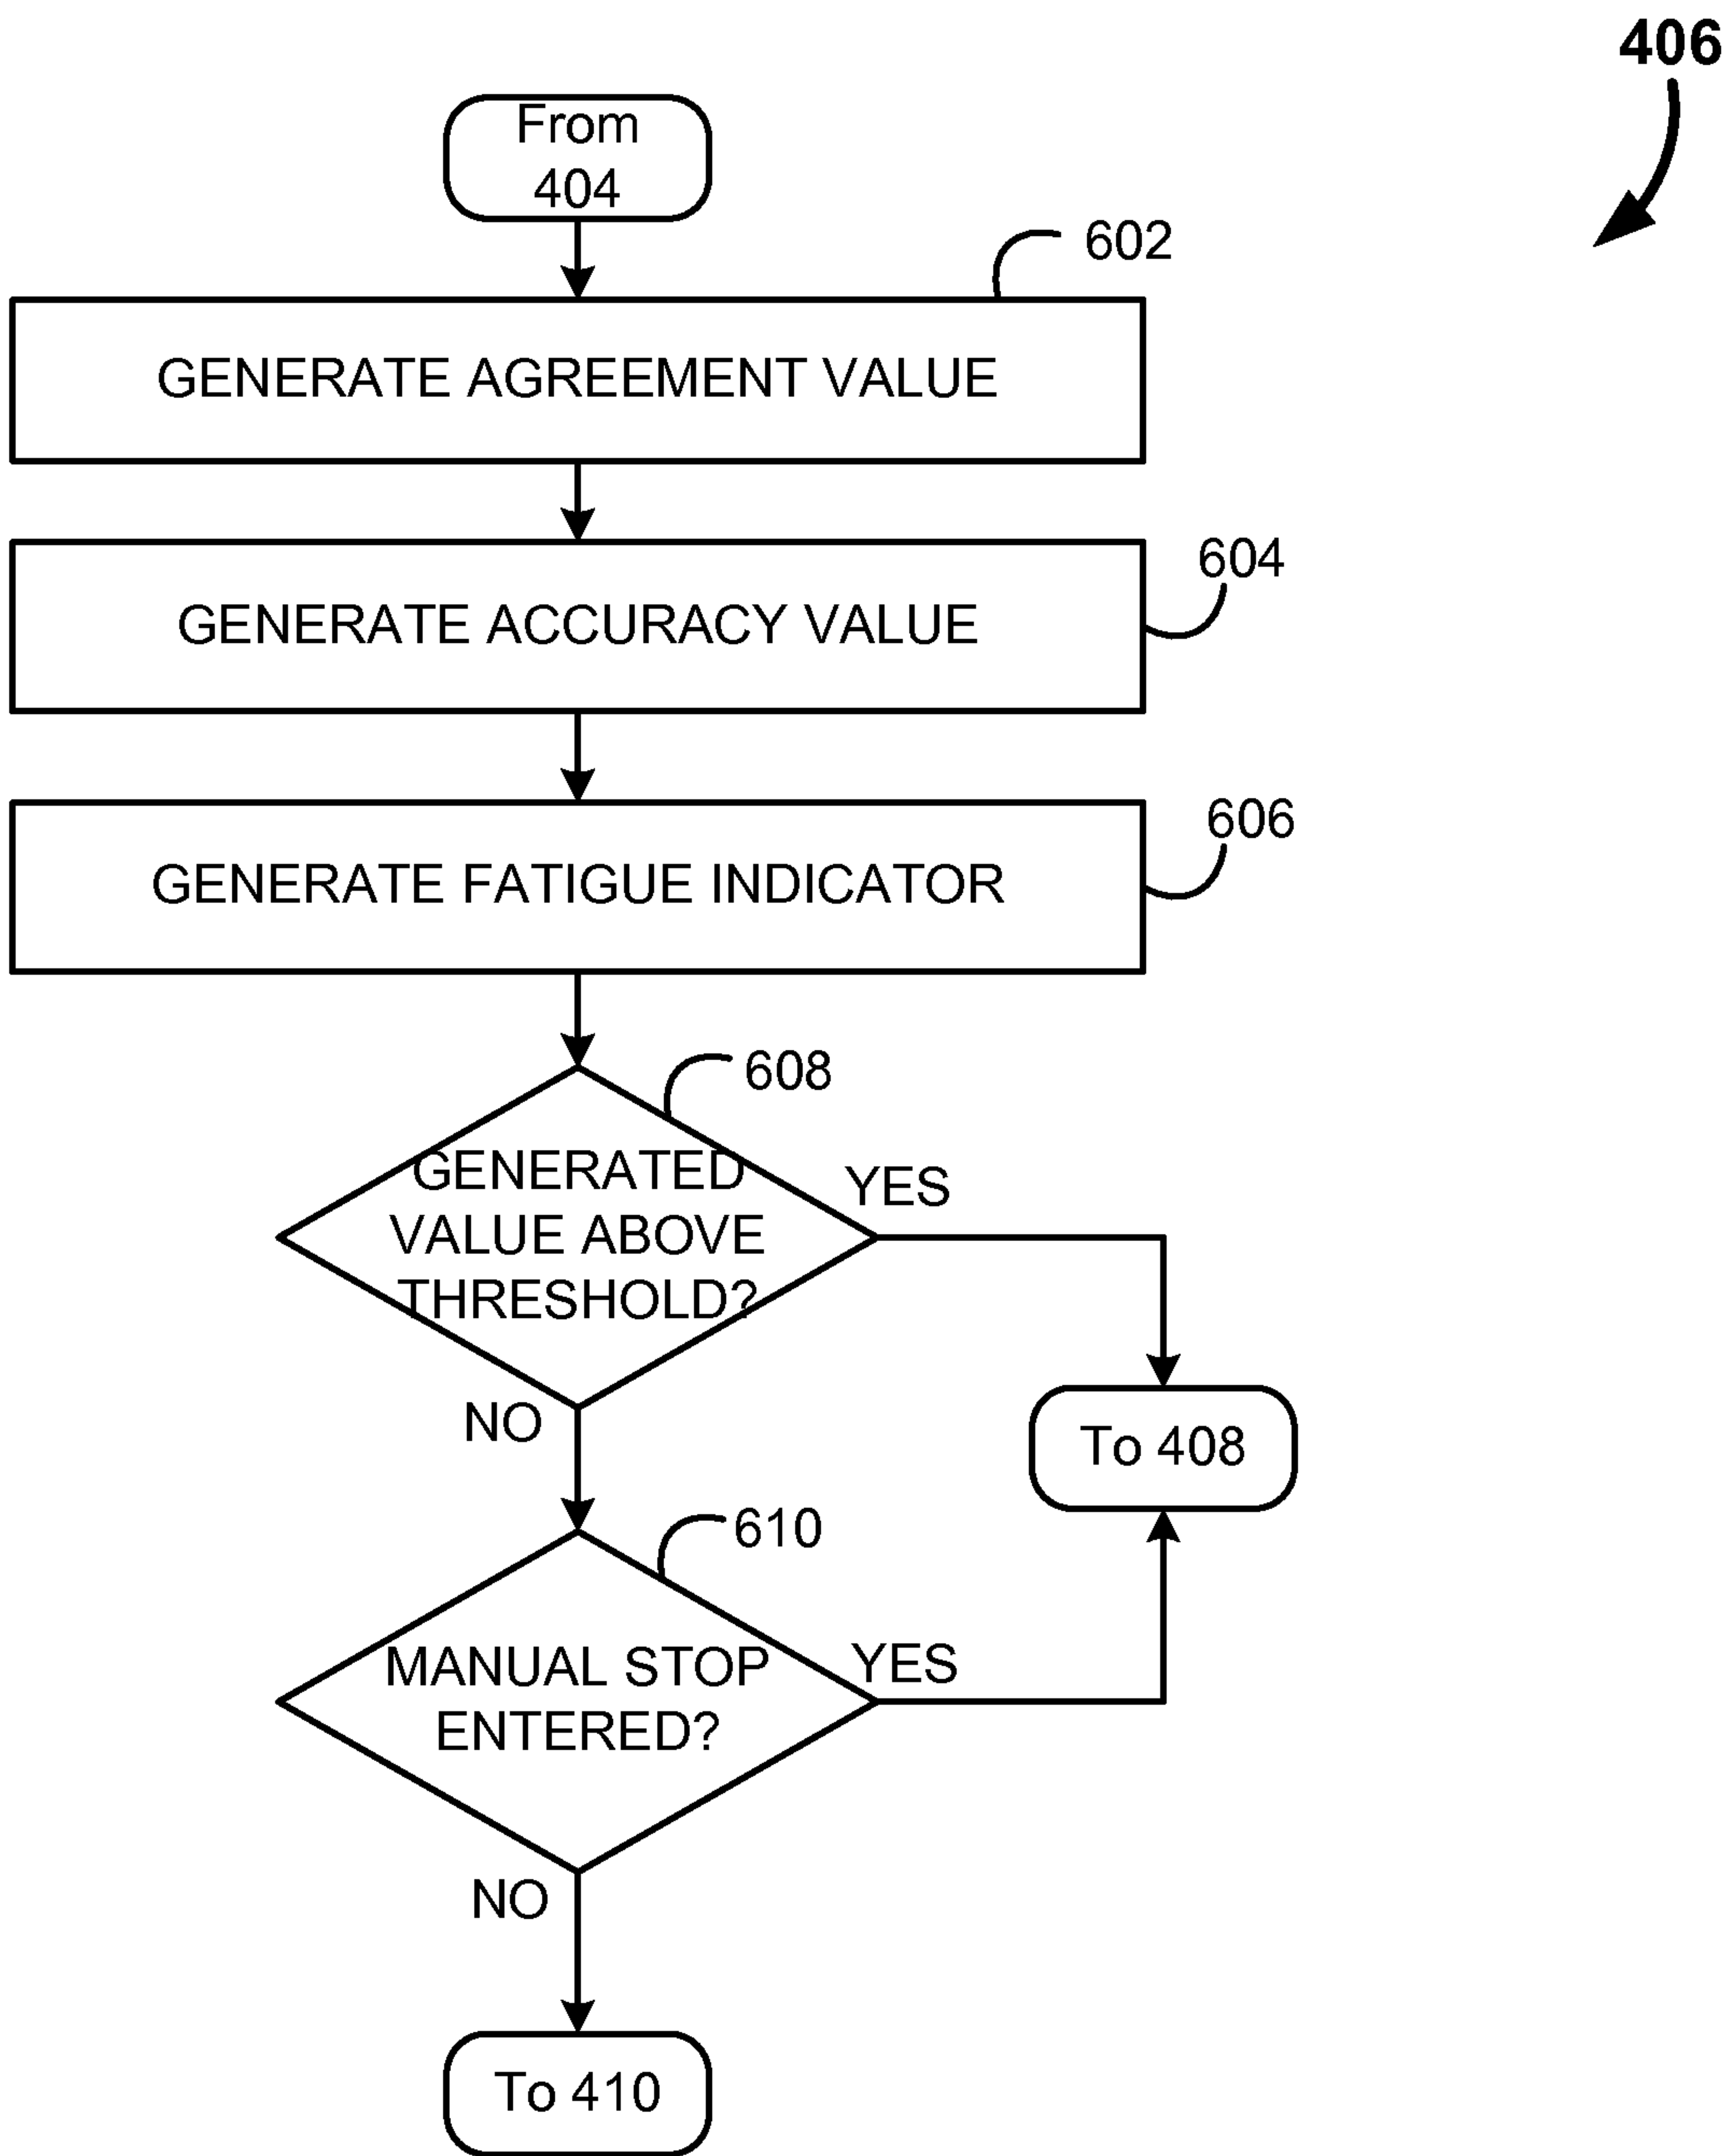 406
From
404
602
GENERATE AGREEMENT VALUE
604
GENERATE ACCURACY VALUE
606
GENERATE FATIGUE INDICATOR
608
GENERATED
VALUE ABOVE
THRESHOLD?
YES
NO
To 408
610
MANUAL STOP
ENTERED?
YES
NO
To 410